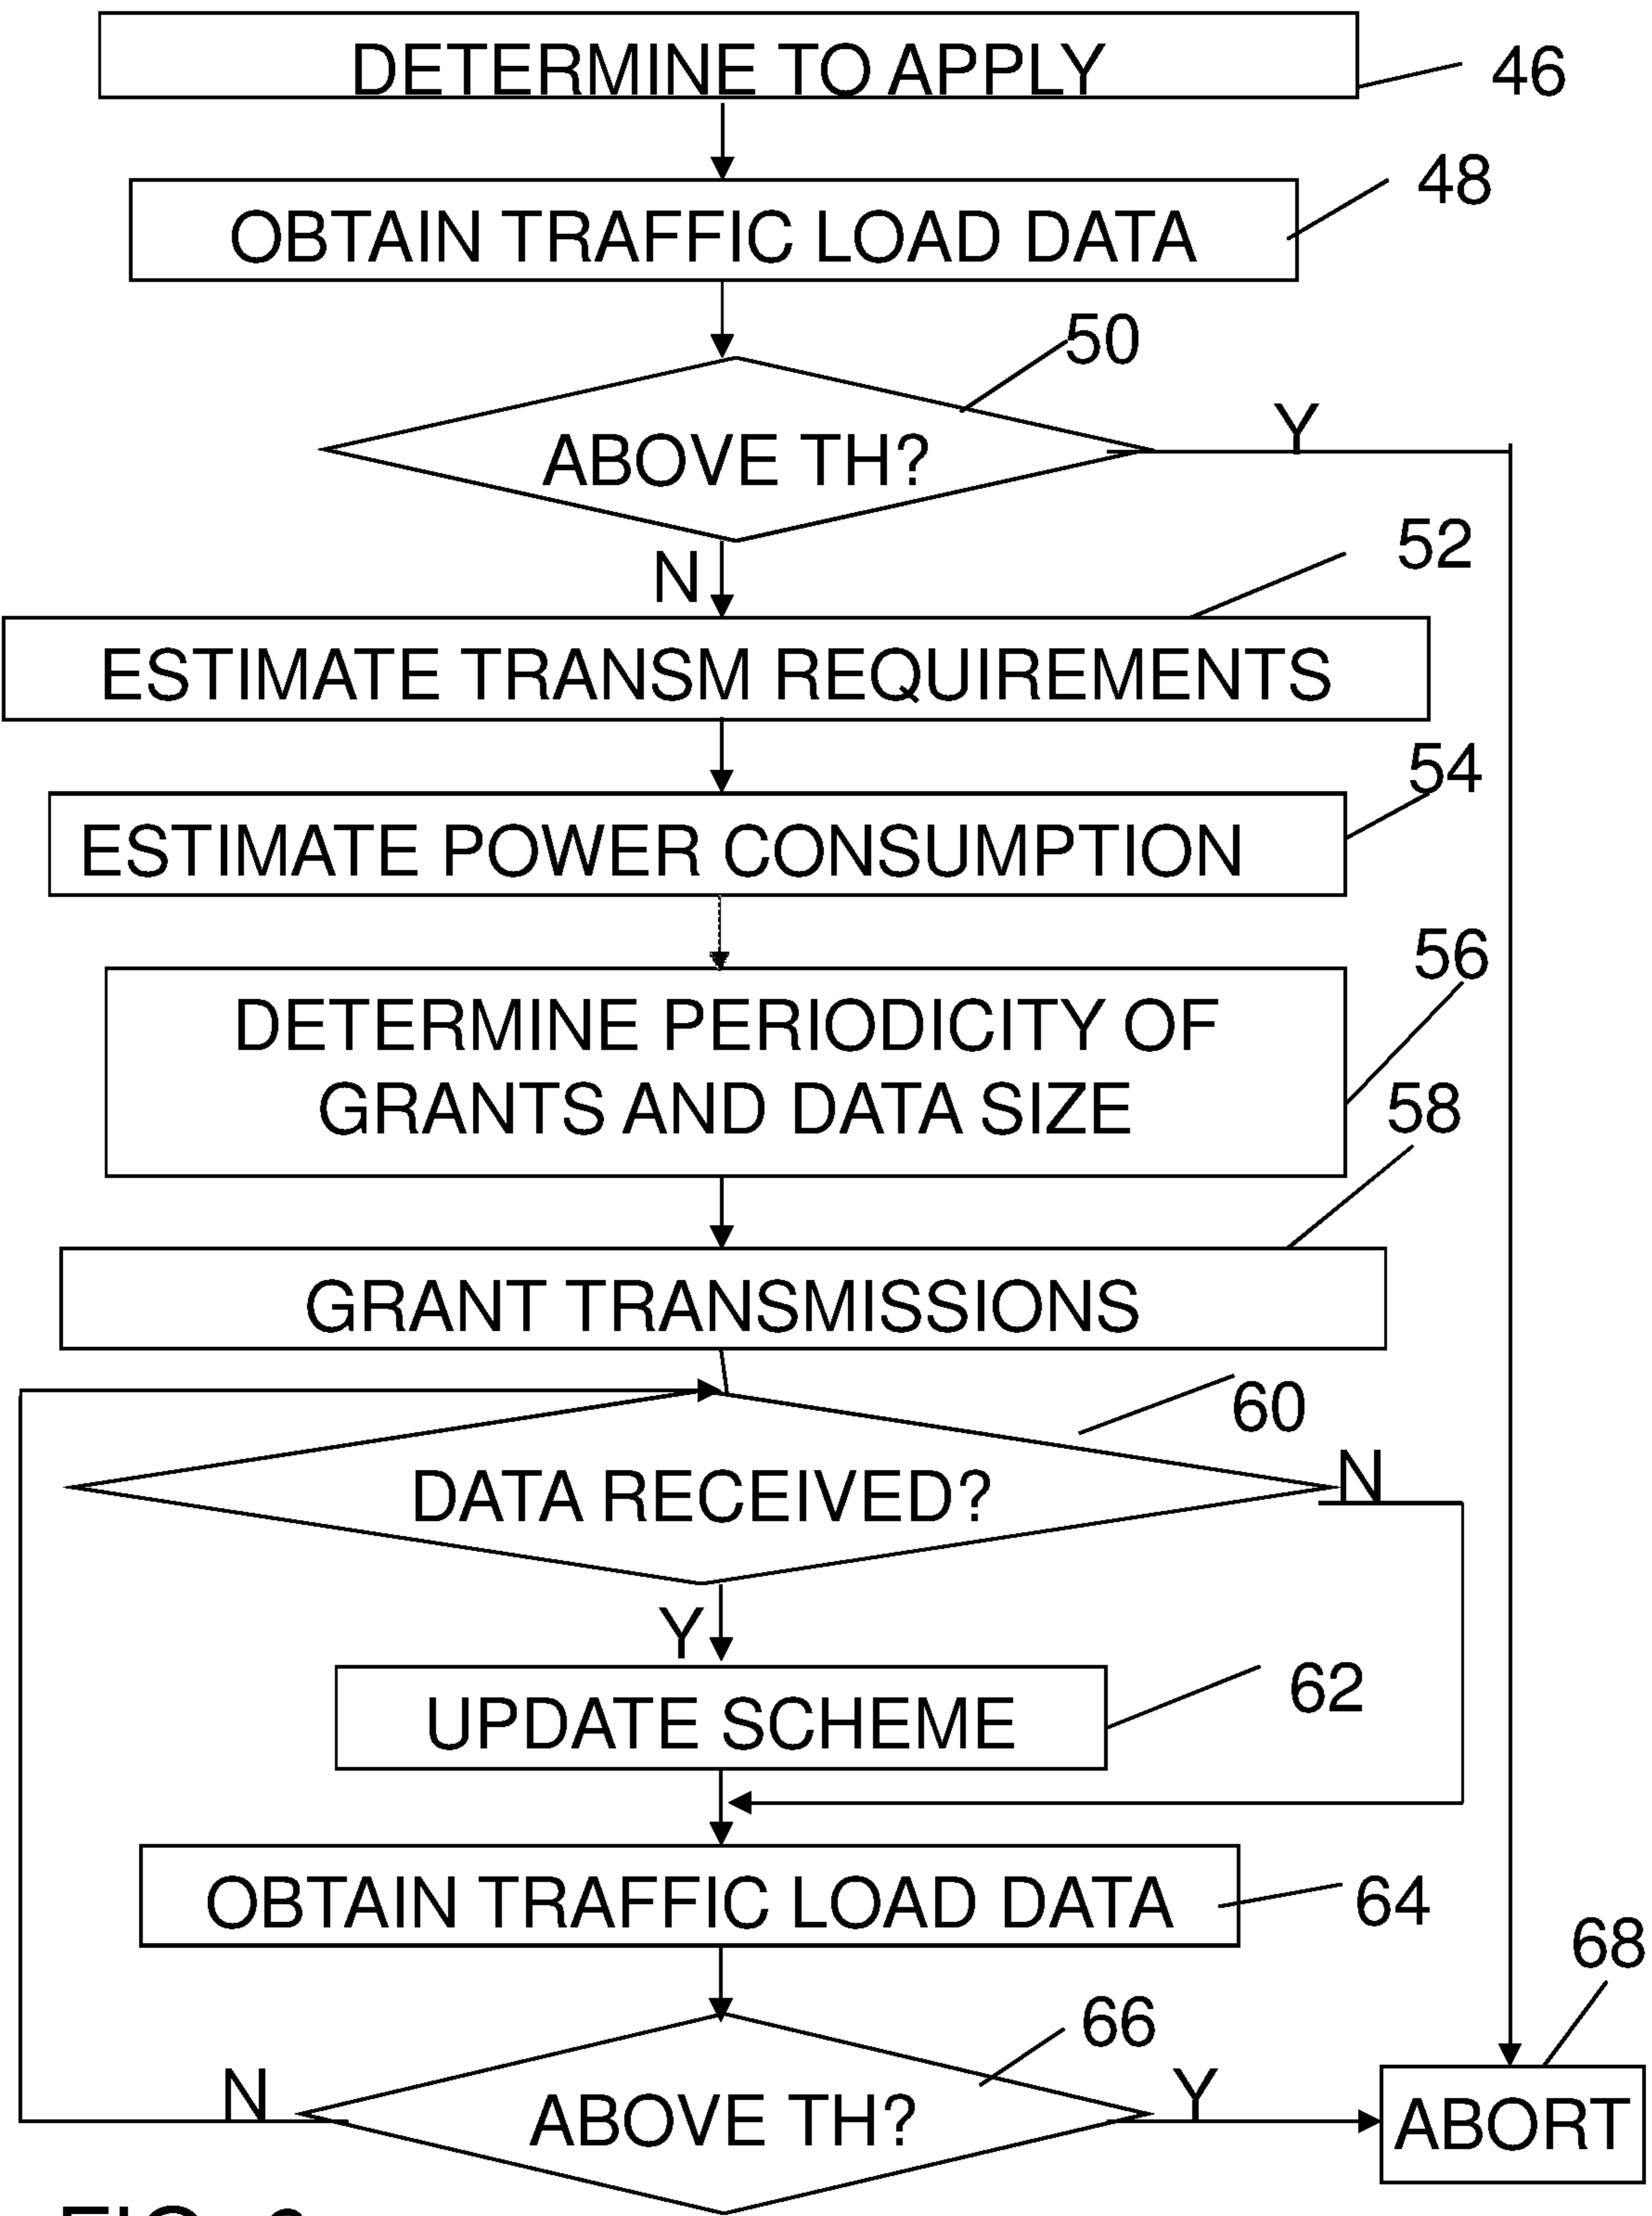 DETERMINE TO APPLY
46
OBTAIN TRAFFIC LOAD DATA
48
50
ABOVE TH?
Y
N
52
ESTIMATE TRANSM REQUIREMENTS
54
ESTIMATE POWER CONSUMPTION
56
DETERMINE PERIODICITY OF
GRANTS AND DATA SIZE
58
GRANT TRANSMISSIONS
60
DATA RECEIVED?
N
Y
UPDATE SCHEME
62
OBTAIN TRAFFIC LOAD DATA
64
68
66
N
ABOVE TH?
Y
ABORT